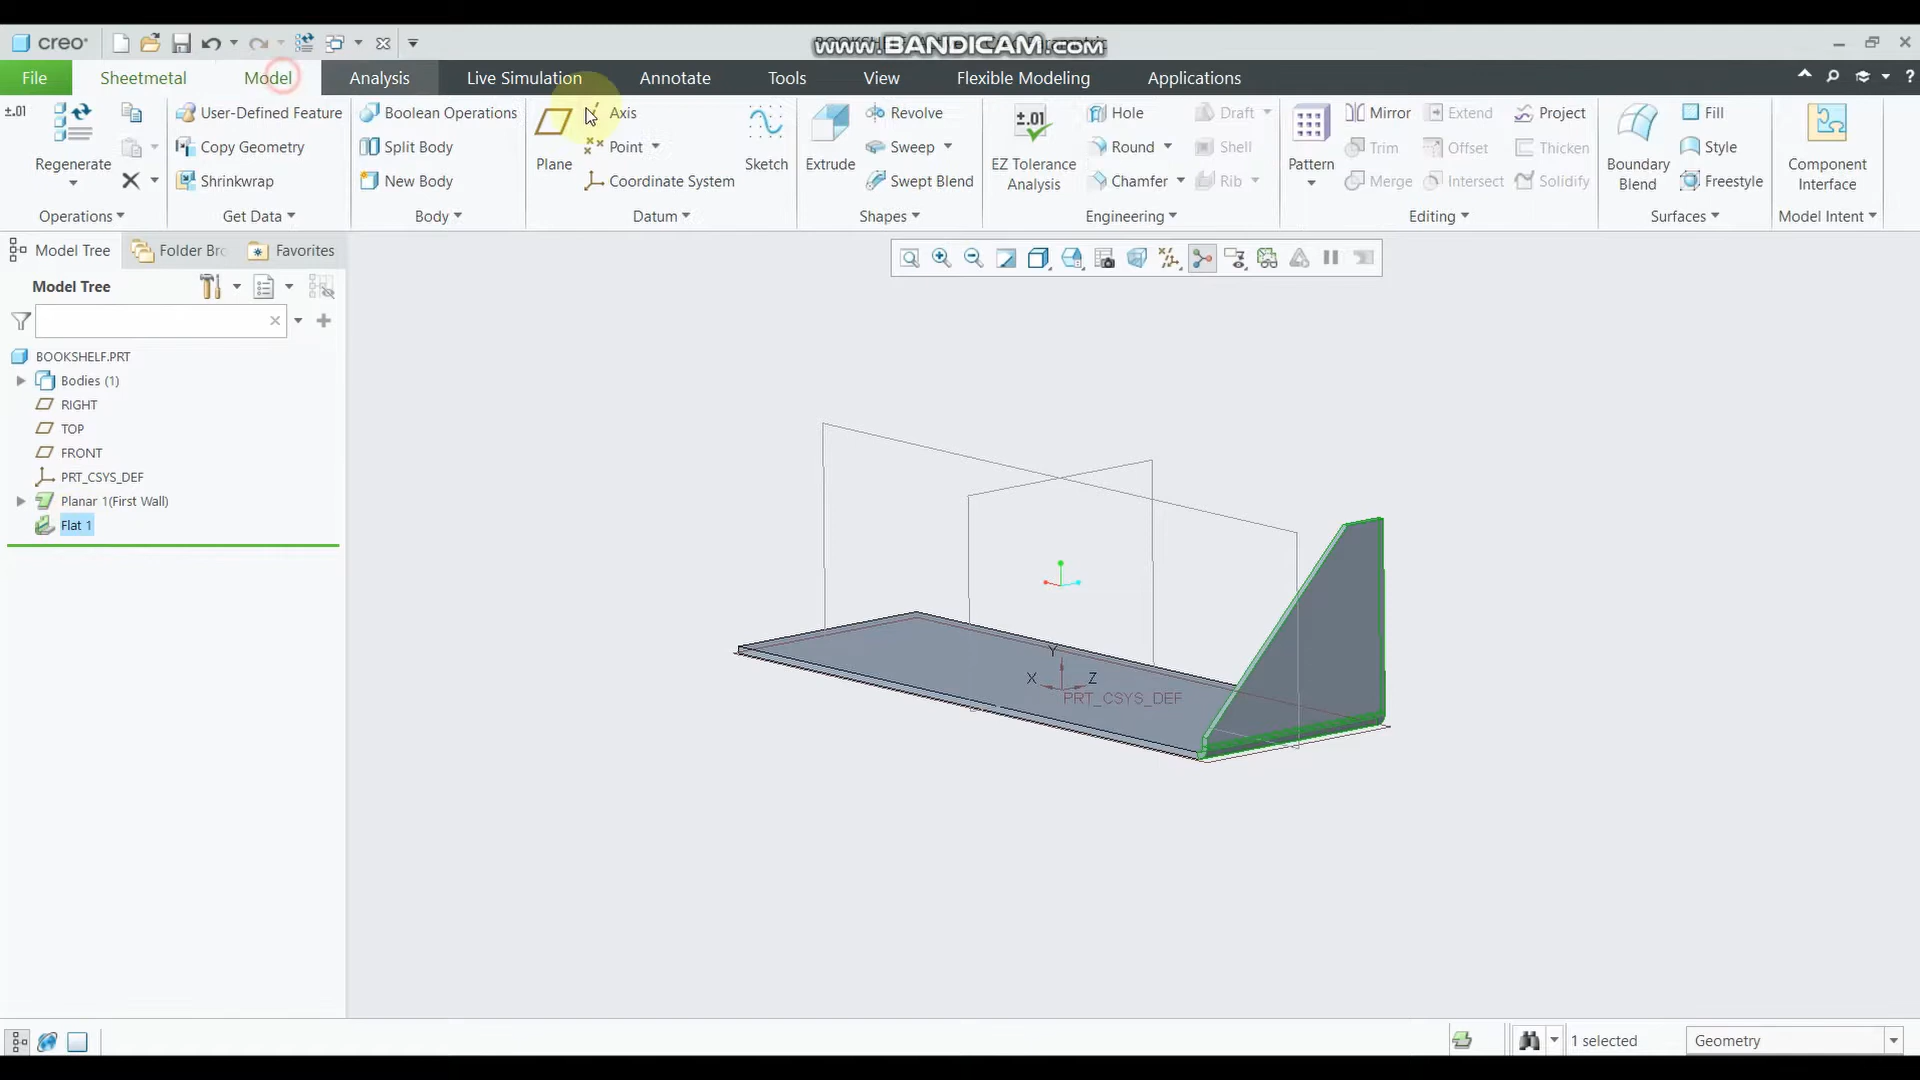 creo
www.BANDICAM.com
File Sheetmetal Model Analysis Live Simulation Annotate Tools View Flexible Modeling Applications
±.01 Regenerate User-Defined Feature Copy Geometry Shrinkwrap
Boolean Operations Split Body New Body
Plane Axis Point Coordinate System Sketch
Extrude Revolve Sweep Swept Blend
±.01 EZ Tolerance Analysis Hole Round Chamfer Draft Shell Rib
Pattern Mirror Trim Merge Extend Offset Intersect Project Thicken Solidify
Boundary Blend Fill Style Freestyle
Component Interface
Operations Get Data Body Datum Shapes Engineering Editing Surfaces Model Intent
Model Tree Folder Bro Favorites
Model Tree
BOOKSHELF.PRT
Bodies (1)
RIGHT
TOP
FRONT
PRT_CSYS_DEF
Planar 1(First Wall)
Flat 1
Y
X Z
PRT_CSYS_DEF
1 selected Geometry